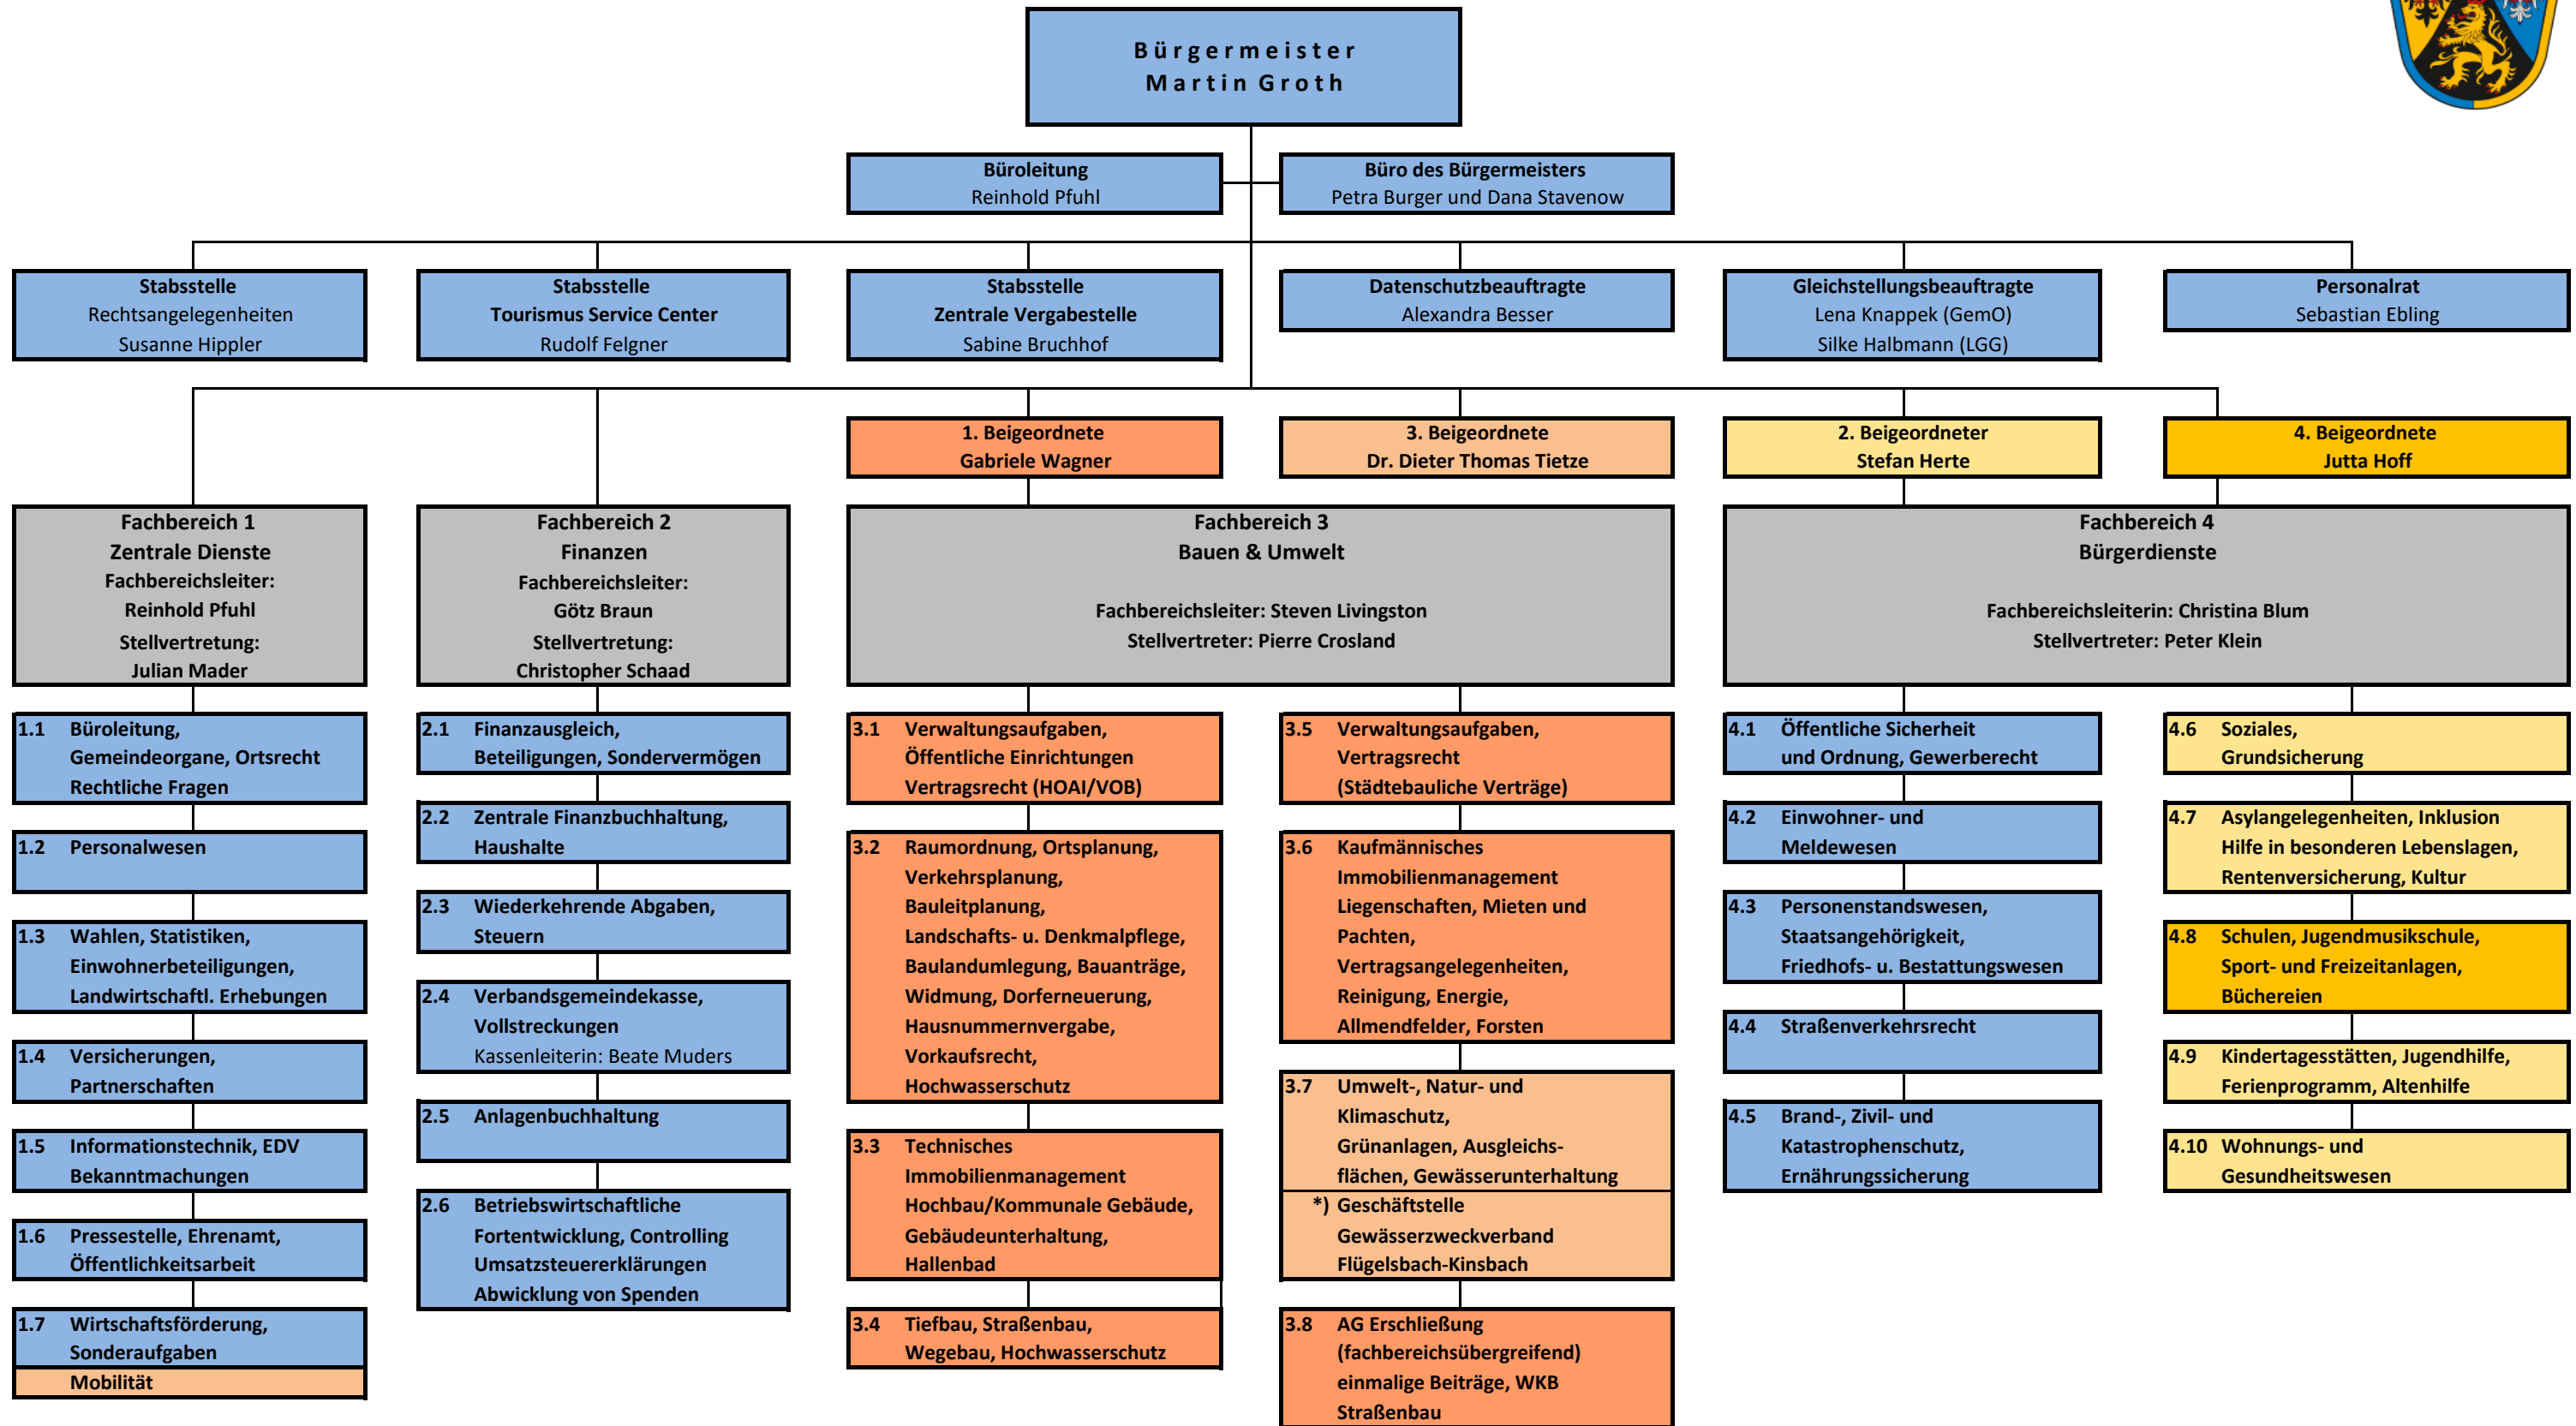 Bürgermeister
Martin Groth
Büroleitung
Reinhold Pfuhl
Büro des Bürgermeisters
Petra Burger und Dana Stavenow
Stabsstelle
Rechtsangelegenheiten
Susanne Hippler
Stabsstelle
Tourismus Service Center
Rudolf Felgner
Stabsstelle
Zentrale Vergabestelle
Sabine Bruchhof
Datenschutzbeauftragte
Alexandra Besser
Gleichstellungsbeauftragte
Lena Knappek (GemO)
Silke Halbmann (LGG)
Personalrat
Sebastian Ebling
1. Beigeordnete
Gabriele Wagner
3. Beigeordnete
Dr. Dieter Thomas Tietze
2. Beigeordneter
Stefan Herte
4. Beigeordnete
Jutta Hoff
Fachbereich 1
Zentrale Dienste
Fachbereichsleiter:
Reinhold Pfuhl
Stellvertretung:
Julian Mader
Fachbereich 2
Finanzen
Fachbereichsleiter:
Götz Braun
Stellvertretung:
Christopher Schaad
Fachbereich 3
Bauen & Umwelt
Fachbereichsleiter: Steven Livingston
Stellvertreter: Pierre Crosland
Fachbereich 4
Bürgerdienste
Fachbereichsleiterin: Christina Blum
Stellvertreter: Peter Klein
1.1 Büroleitung,
Gemeindeorgane, Ortsrecht
Rechtliche Fragen
1.2 Personalwesen
1.3 Wahlen, Statistiken,
Einwohnerbeteiligungen,
Landwirtschaftl. Erhebungen
1.4 Versicherungen,
Partnerschaften
1.5 Informationstechnik, EDV
Bekanntmachungen
1.6 Pressestelle, Ehrenamt,
Öffentlichkeitsarbeit
1.7 Wirtschaftsförderung,
Sonderaufgaben
Mobilität
2.1 Finanzausgleich,
Beteiligungen, Sondervermögen
2.2 Zentrale Finanzbuchhaltung,
Haushalte
2.3 Wiederkehrende Abgaben,
Steuern
2.4 Verbandsgemeindekasse,
Vollstreckungen
Kassenleiterin: Beate Muders
2.5 Anlagenbuchhaltung
2.6 Betriebswirtschaftliche
Fortentwicklung, Controlling
Umsatzsteuererklärungen
Abwicklung von Spenden
3.1 Verwaltungsaufgaben,
Öffentliche Einrichtungen
Vertragsrecht (HOAI/VOB)
3.2 Raumordnung, Ortsplanung,
Verkehrsplanung,
Bauleitplanung,
Landschafts- u. Denkmalpflege,
Baulandumlegung, Bauanträge,
Widmung, Dorferneuerung,
Hausnummernvergabe,
Vorkaufsrecht,
Hochwasserschutz
3.3 Technisches
Immobilienmanagement
Hochbau/Kommunale Gebäude,
Gebäudeunterhaltung,
Hallenbad
3.4 Tiefbau, Straßenbau,
Wegebau, Hochwasserschutz
3.5 Verwaltungsaufgaben,
Vertragsrecht
(Städtebauliche Verträge)
3.6 Kaufmännisches
Immobilienmanagement
Liegenschaften, Mieten und
Pachten,
Vertragsangelegenheiten,
Reinigung, Energie,
Allmendfelder, Forsten
3.7 Umwelt-, Natur- und
Klimaschutz,
Grünanlagen, Ausgleichs-
flächen, Gewässerunterhaltung
*) Geschäftstelle
Gewässerzweckverband
Flügelsbach-Kinsbach
3.8 AG Erschließung
(fachbereichsübergreifend)
einmalige Beiträge, WKB
Straßenbau
4.1 Öffentliche Sicherheit
und Ordnung, Gewerberecht
4.2 Einwohner- und
Meldewesen
4.3 Personenstandswesen,
Staatsangehörigkeit,
Friedhofs- u. Bestattungswesen
4.4 Straßenverkehrsrecht
4.5 Brand-, Zivil- und
Katastrophenschutz,
Ernährungssicherung
4.6 Soziales,
Grundsicherung
4.7 Asylangelegenheiten, Inklusion
Hilfe in besonderen Lebenslagen,
Rentenversicherung, Kultur
4.8 Schulen, Jugendmusikschule,
Sport- und Freizeitanlagen,
Büchereien
4.9 Kindertagesstätten, Jugendhilfe,
Ferienprogramm, Altenhilfe
4.10 Wohnungs- und
Gesundheitswesen